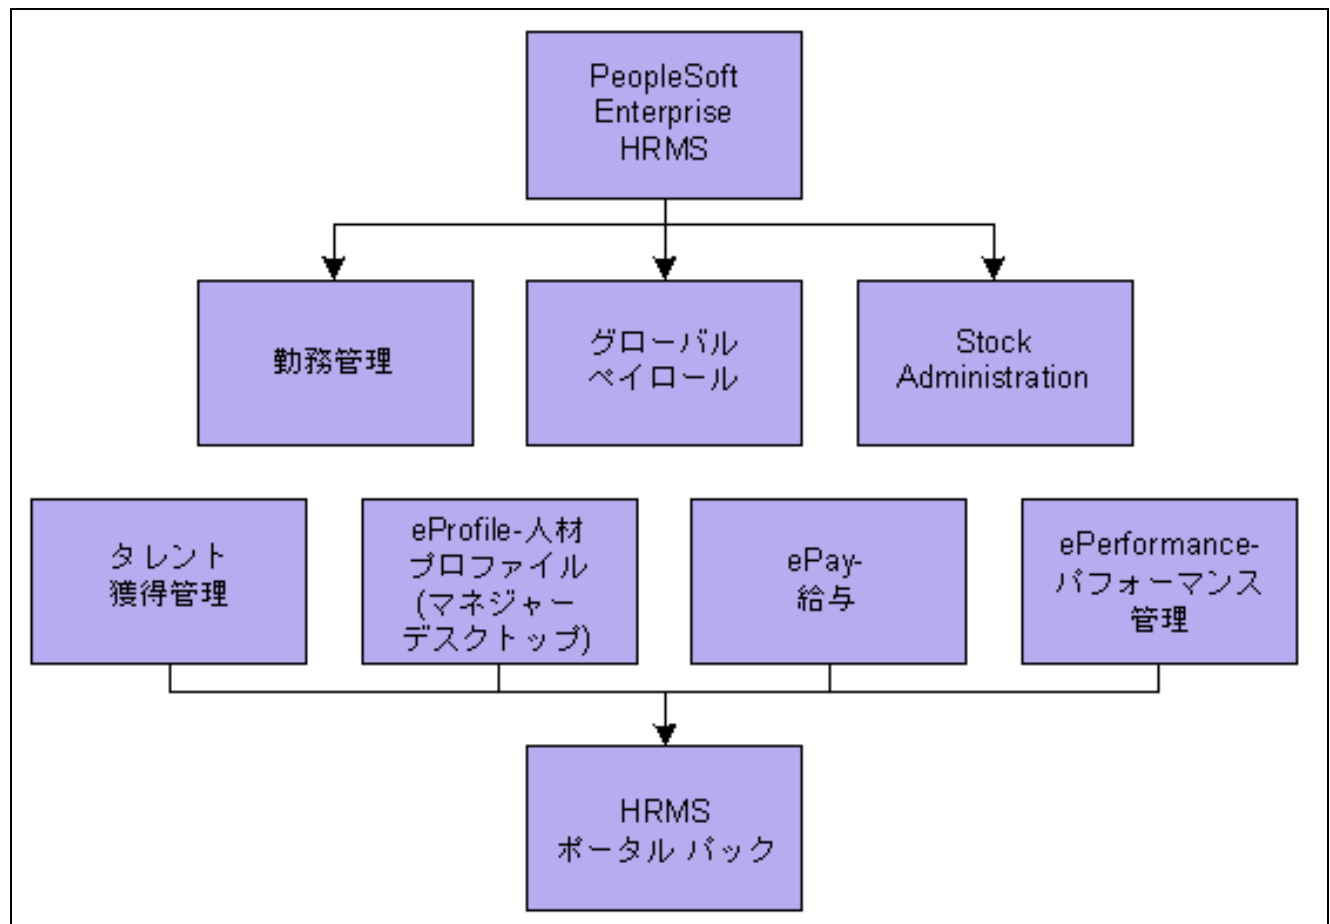 PeopleSoft
Enterprise
HRMS
勤務管理
グローバル
ペイロール
Stock
Administration
タレント
獲得管理
eProfile-人材
プロファイル
(マネジャー
デスクトップ)
ePay-
給与
ePerformance-
パフォーマンス
管理
HRMS
ポータル パック